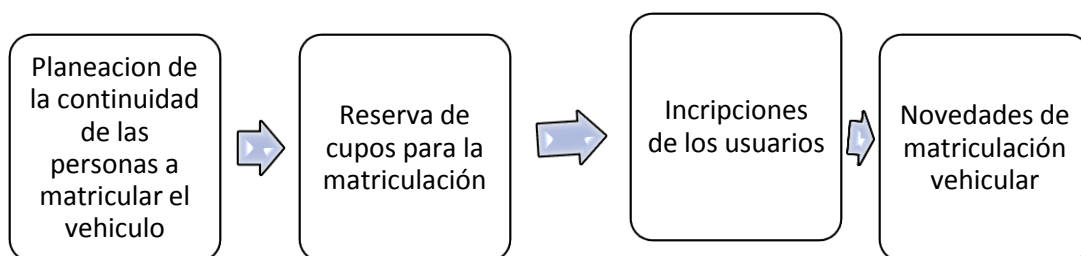 Planeacion de
la continuidad
de las
personas a
matricular el
vehiculo
Reserva de
cupos para la
matriculación
Incripciones
de los usuarios
Novedades de
matriculación
vehicular